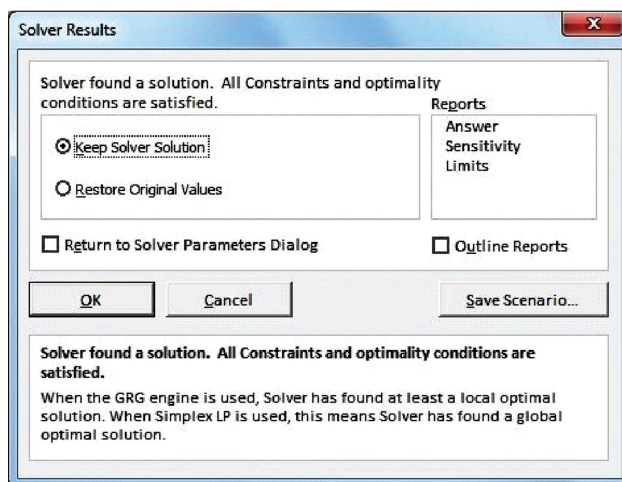 Solver Results
X
Solver found a solution. All Constraints and optimality
conditions are satisfied.
Reports
Answer
Sensitivity
Limits
Keep Solver Solution
Restore Original Values
Return to Solver Parameters Dialog
Outline Reports
OK
Cancel
Save Scenario...
Solver found a solution. All Constraints and optimality conditions are
satisfied.
When the GRG engine is used, Solver has found at least a local optimal
solution. When Simplex LP is used, this means Solver has found a global
optimal solution.